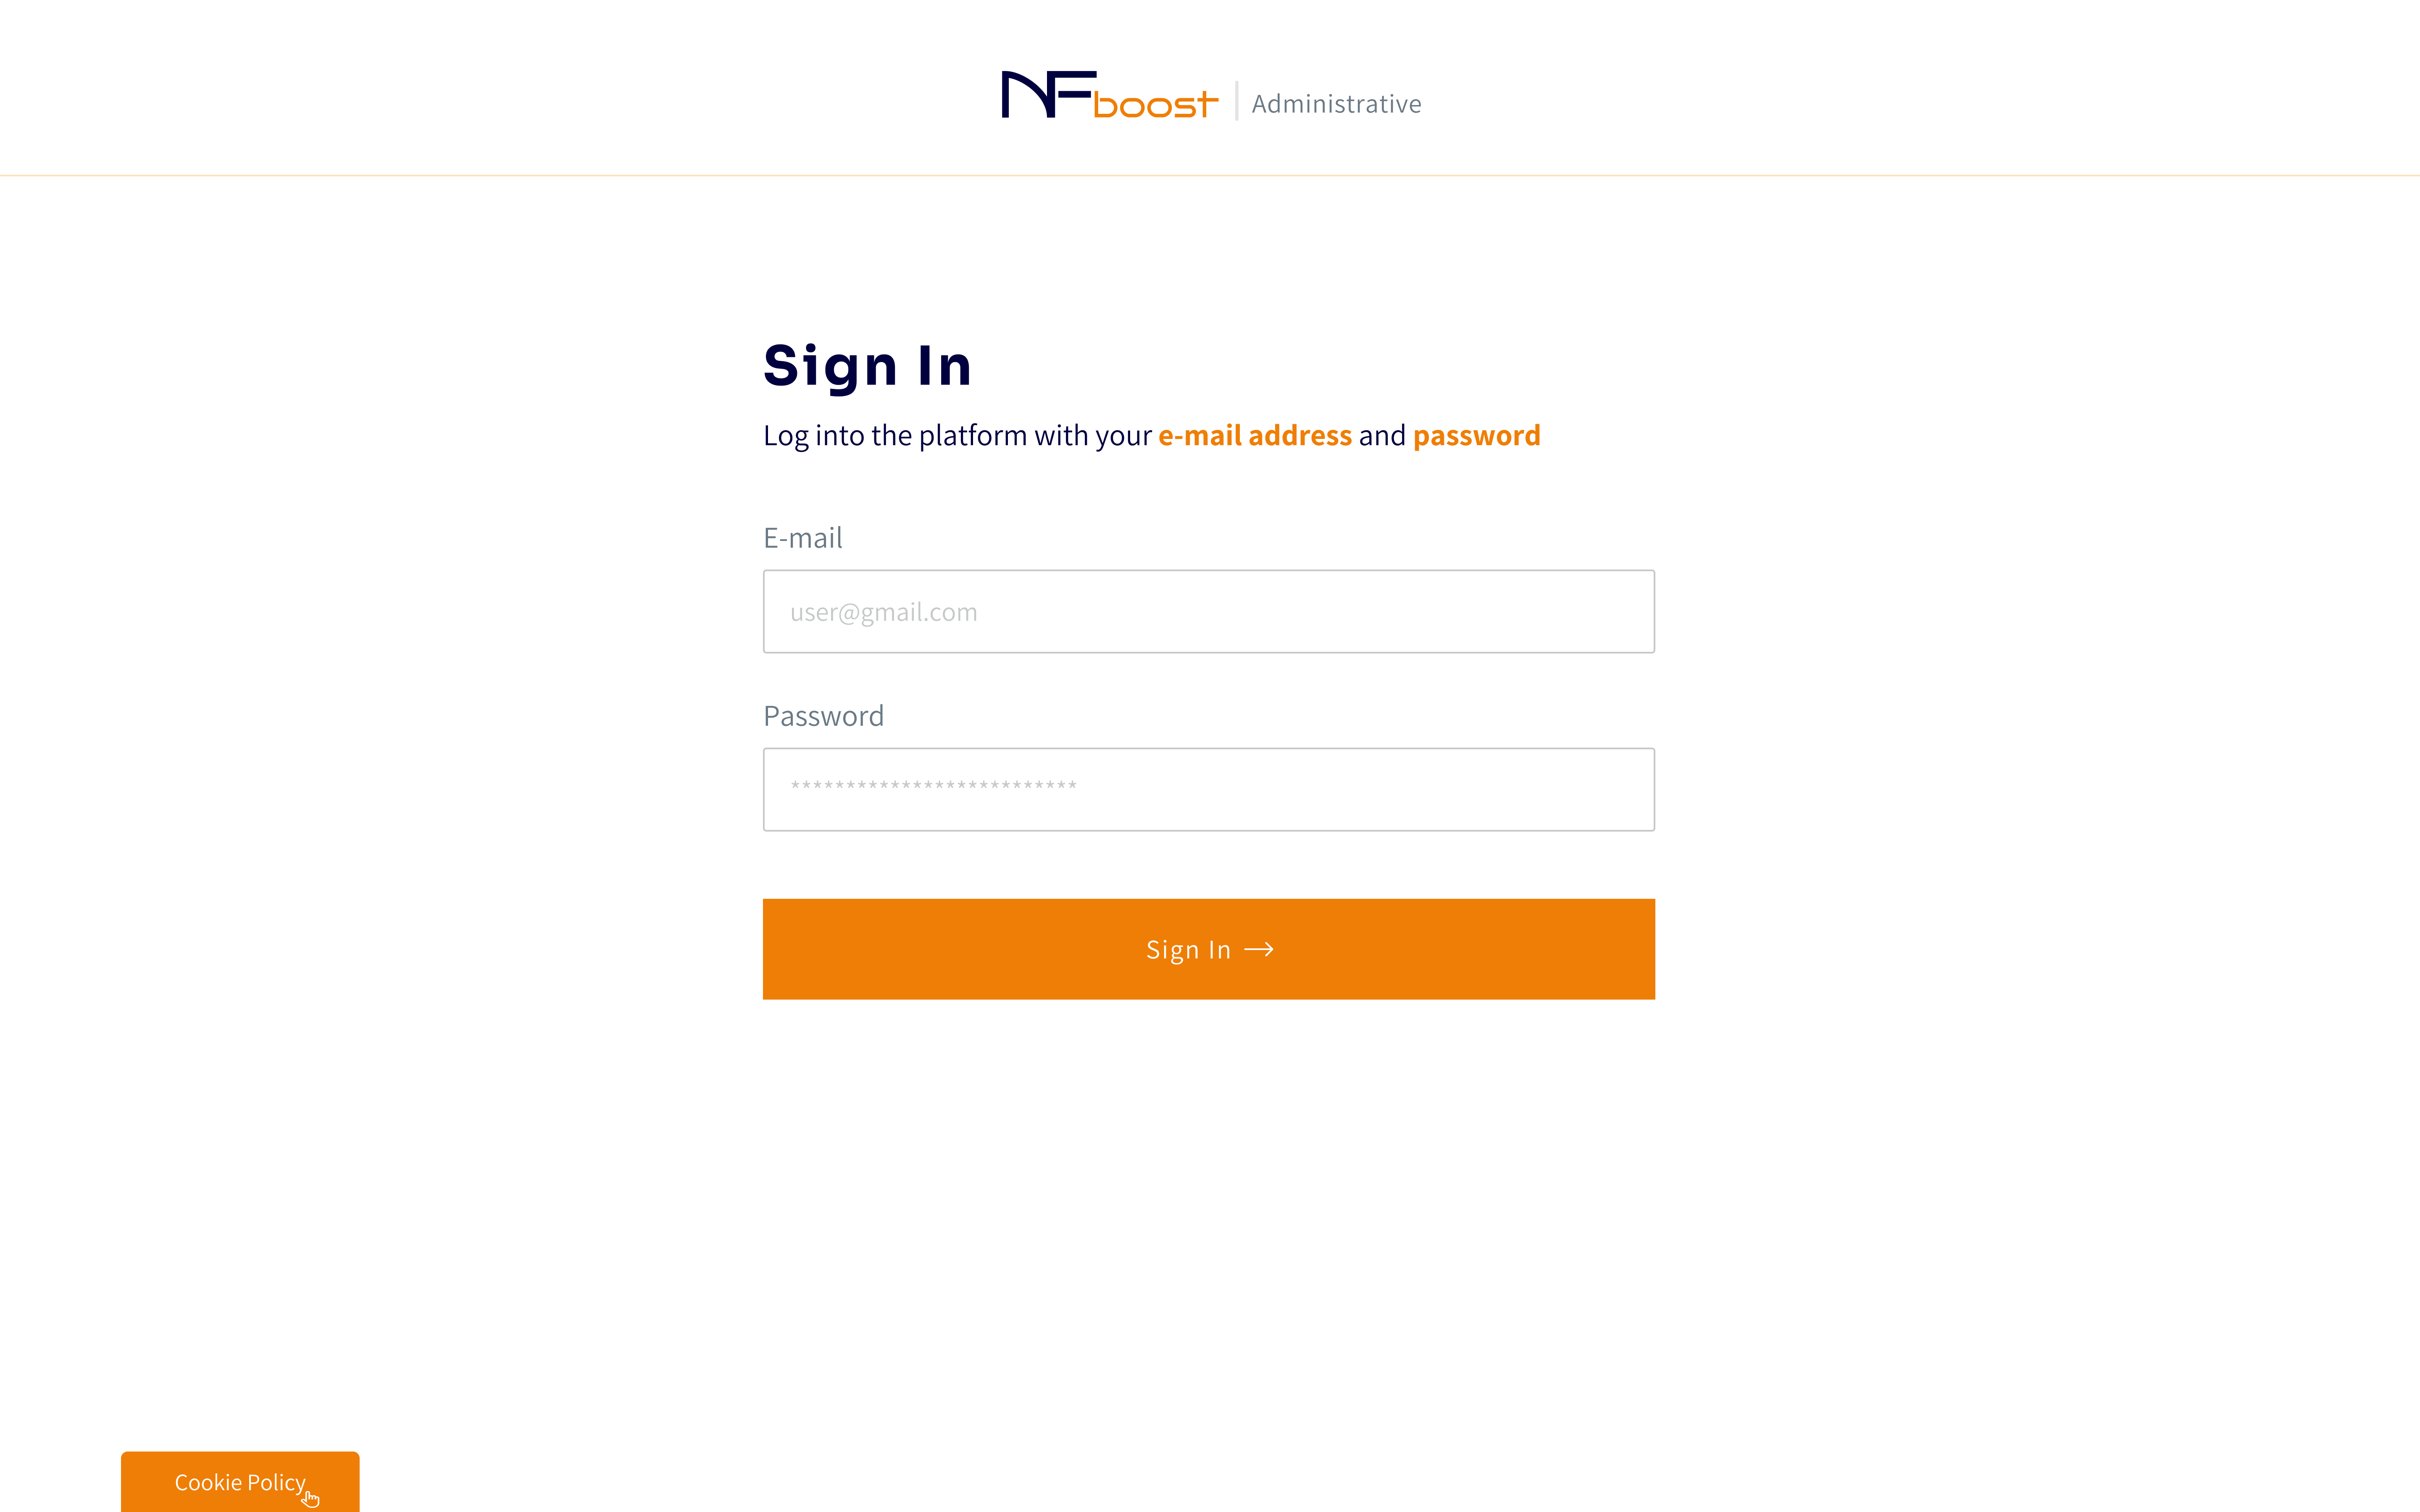 NFboost Administrative
Sign In
Log into the platform with your e-mail address and password
E-mail
user@gmail.com
Password
**************************
Sign In →
Cookie Policy